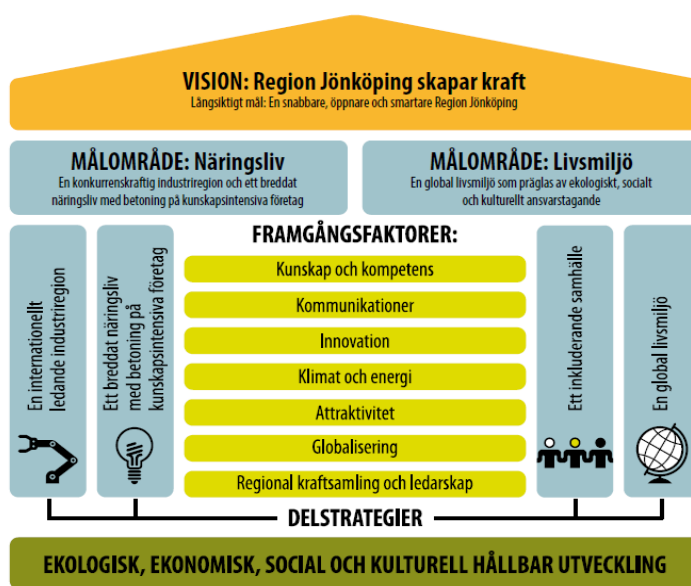 VISION: Region Jönköping skapar kraft
Långsiktigt mål: En snabbare, öppnare och smartare Region Jönköping
MÅLOMRÅDE: Näringsliv
En konkurrenskraftig industriregion och ett breddat
näringsliv med betoning på kunskapsintensiva företag
MÅLOMRÅDE: Livsmiljö
En global livsmiljö som präglas av ekologiskt, socialt
och kulturellt ansvarstagande
En internationellt
ledande industriregion
Ett breddat näringsliv
med betoning på
kunskapsintensiva företag
FRAMGÅNGSFAKTORER:
Kunskap och kompetens
Kommunikationer
Innovation
Klimat och energi
Attraktivitet
Globalisering
Regional kraftsamling och ledarskap
Ett inkluderande samhälle
En global livsmiljö
DELSTRATEGIER
EKOLOGISK, EKONOMISK, SOCIAL OCH KULTURELL HÅLLBAR UTVECKLING